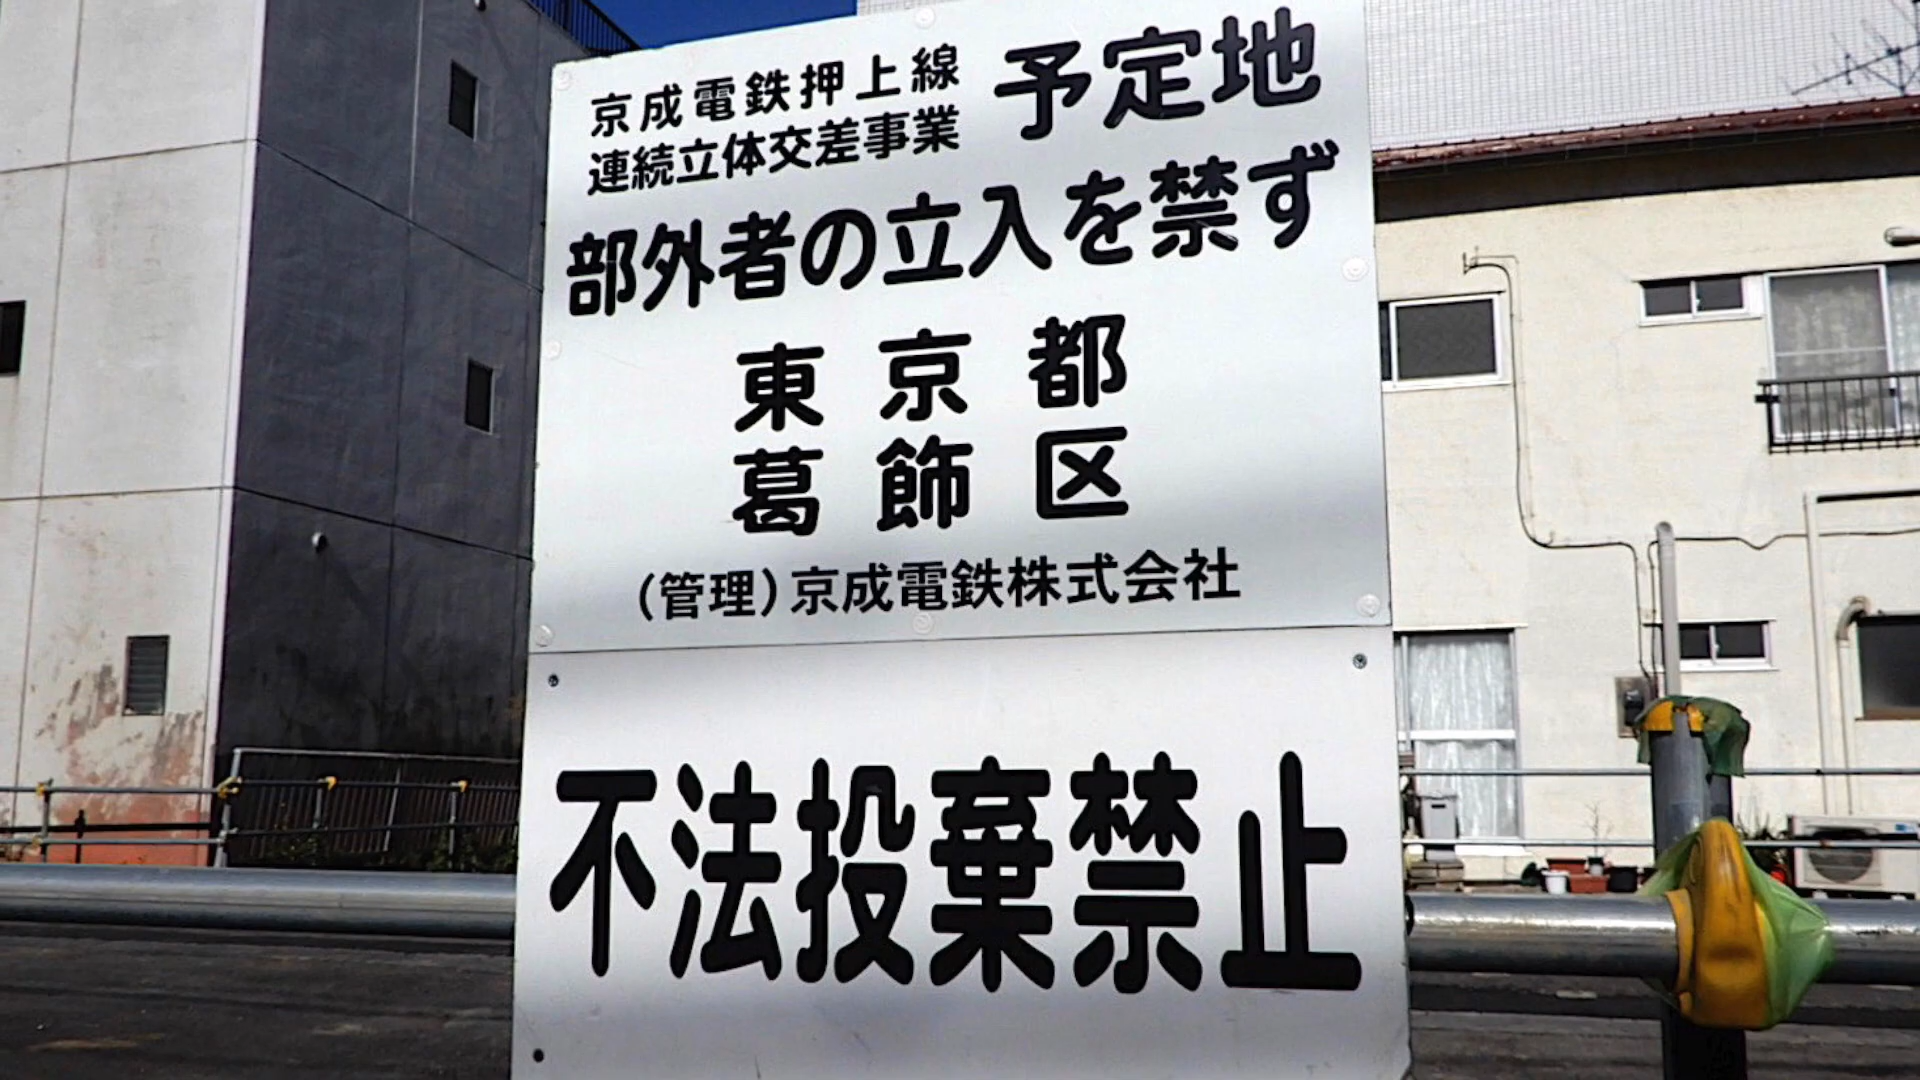 京成電鉄押上線
連続立体交差事業 予定地
部外者の立入を禁ず
東京都
葛飾区
(管理)京成電鉄株式会社
不法投棄禁止